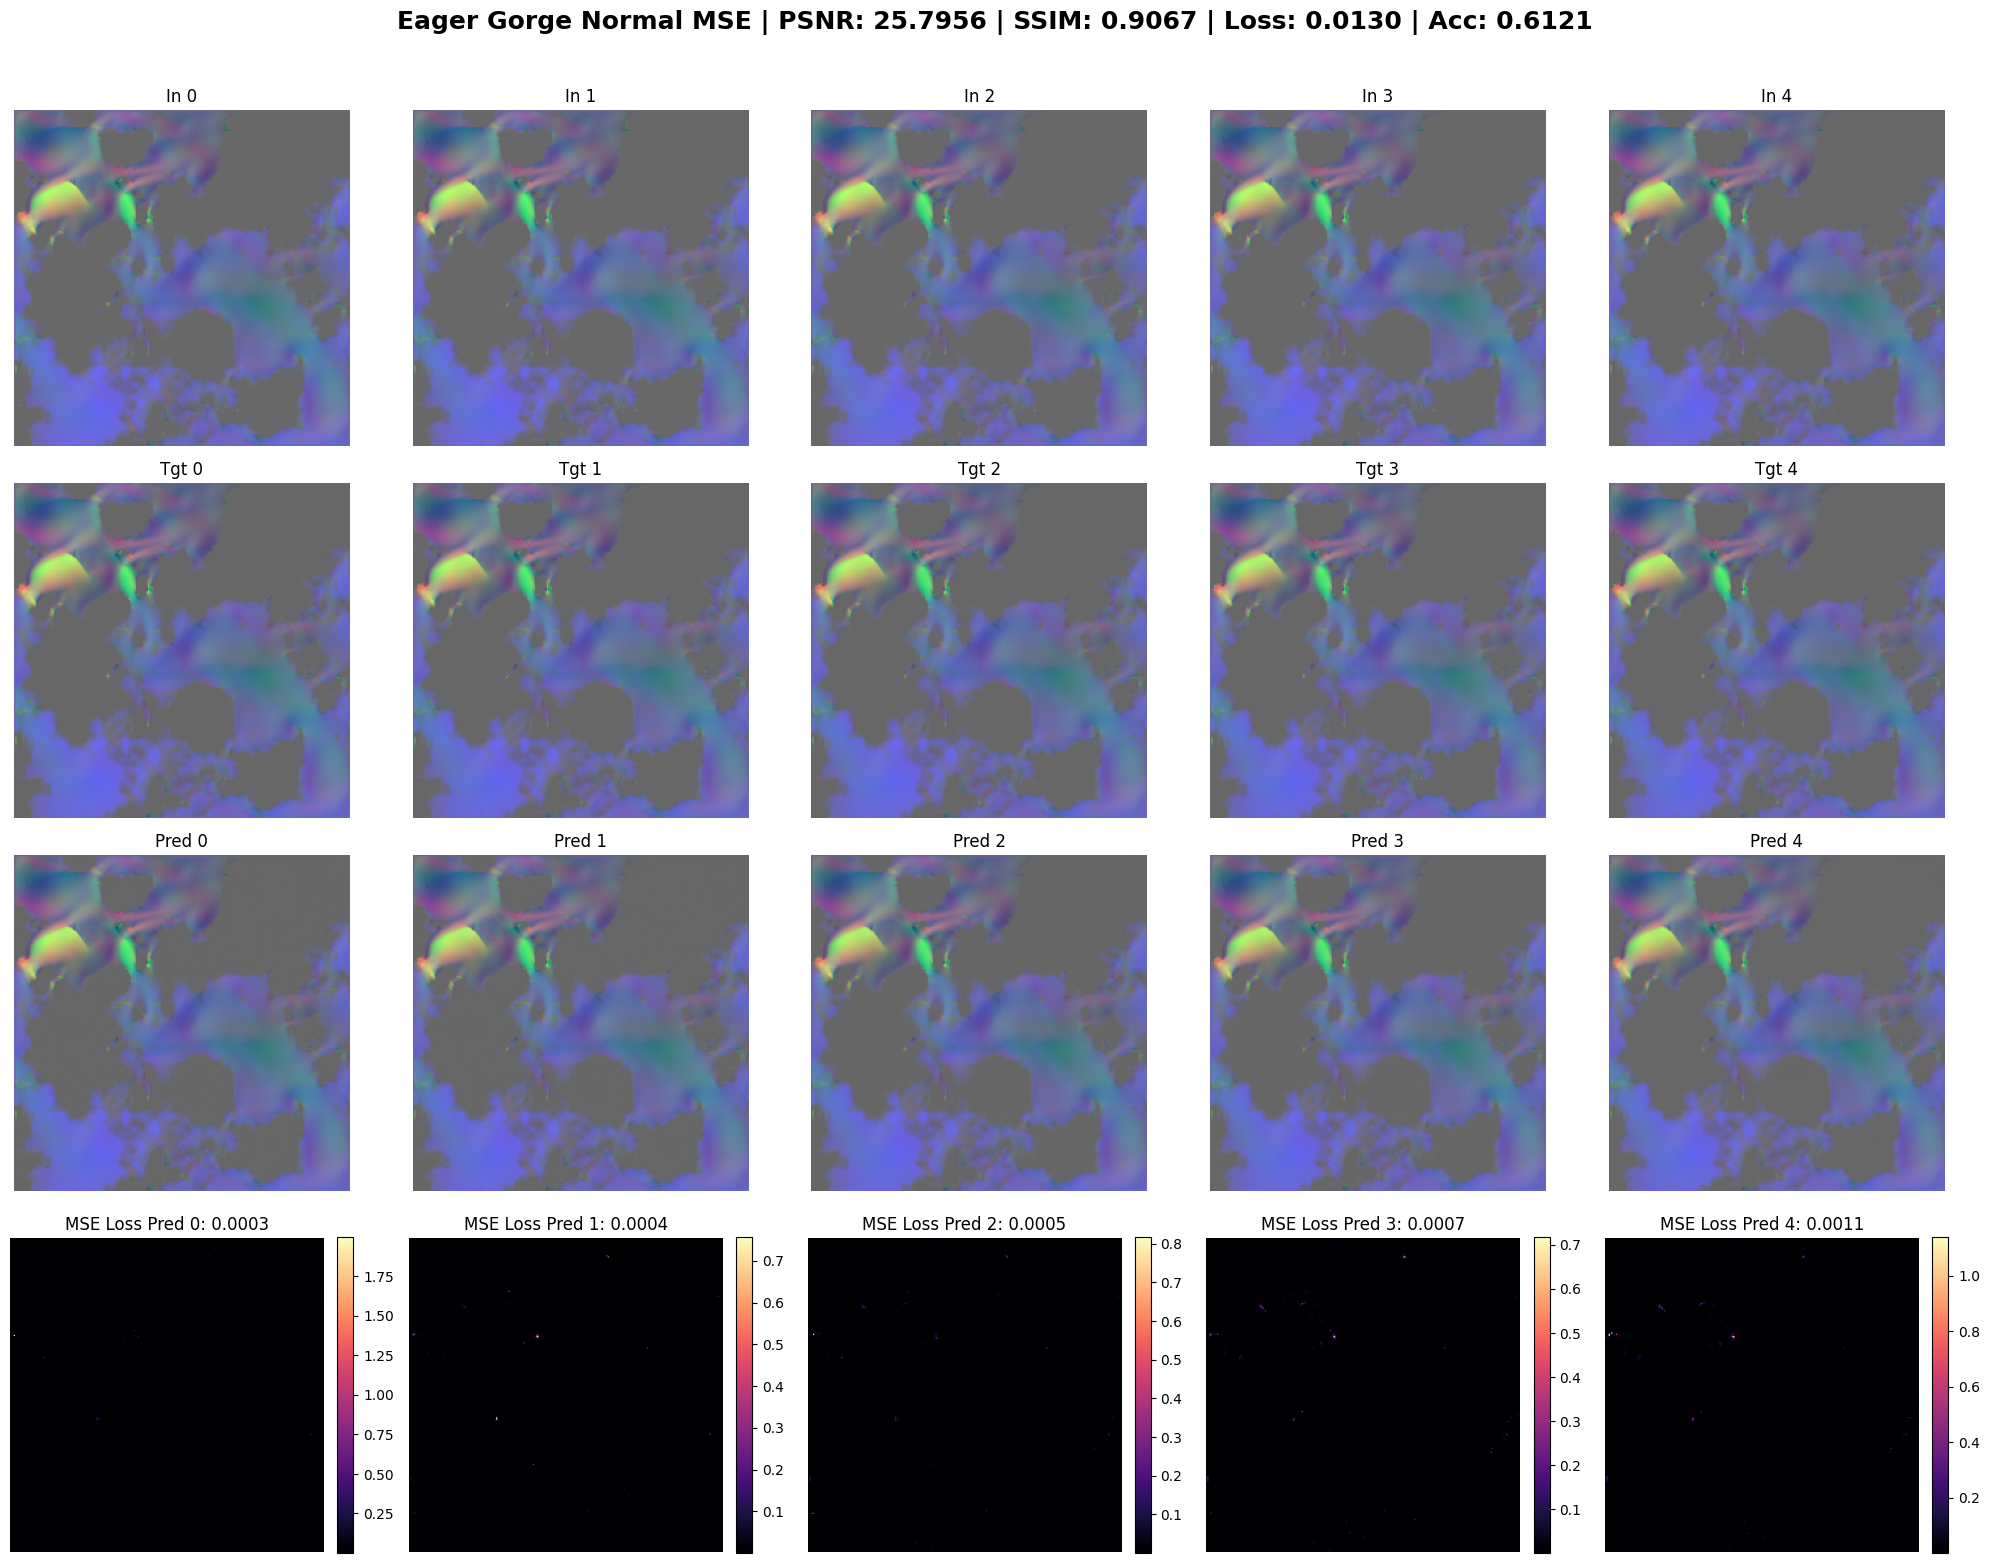 Eager Gorge Normal MSE | PSNR: 25.7956 | SSIM: 0.9067 | Loss: 0.0130 | Acc: 0.6121
In 0
In 1
In 2
In 3
In 4
Tgt 0
Tgt 1
Tgt 2
Tgt 3
Tgt 4
Pred 0
Pred 1
Pred 2
Pred 3
Pred 4
MSE Loss Pred 0: 0.0003
1.75
1.50
1.25
1.00
0.75
0.50
0.25
MSE Loss Pred 1: 0.0004
0.7
0.6
0.5
0.4
0.3
0.2
0.1
MSE Loss Pred 2: 0.0005
0.8
0.7
0.6
0.5
0.4
0.3
0.2
0.1
MSE Loss Pred 3: 0.0007
0.7
0.6
0.5
0.4
0.3
0.2
0.1
MSE Loss Pred 4: 0.0011
1.0
0.8
0.6
0.4
0.2